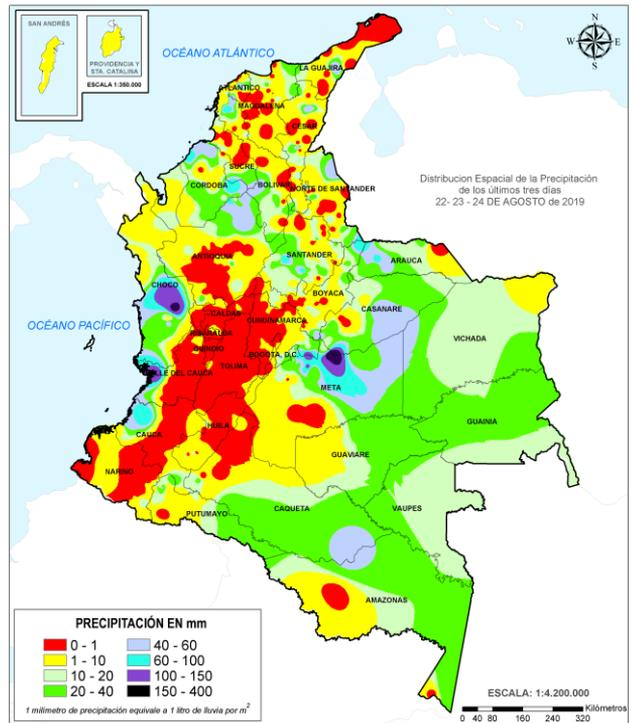 SAN ANDRÉS
PROVIDENCIA Y
STA. CATALINA
ESCALA 1:350.000
OCÉANO ATLÁNTICO
N
W
E
S
LA GUAJIRA
ATLANTICO
MAGDALENA
CESAR
SUCRE
CORDOBA
BOLIVAR
NORTE DE SANTANDER
Distribucion Espacial de la Precipitación
de los últimos tres días
22- 23 - 24 DE AGOSTO de 2019
ANTIOQUIA
SANTANDER
ARAUCA
CHOCO
BOYACA
CASANARE
OCÉANO PACÍFICO
CALDAS
CUNDINAMARCA
RISARALDA
VICHADA
QUINDIO
BOGOTA, D.C.
TOLIMA
VALLE DEL CAUCA
META
GUAINIA
CAUCA
HUILA
GUAVIARE
NARIÑO
CAQUETA
VAUPES
PUTUMAYO
AMAZONAS
PRECIPITACIÓN EN mm
0 - 1
40 - 60
1 - 10
60 - 100
10 - 20
100 - 150
20 - 40
150 - 400
1 milimetro de precipitación equivale a 1 litro de lluvia por m²
ESCALA: 1:4.200.000
0 40 80 160 240 320
Kilómetros